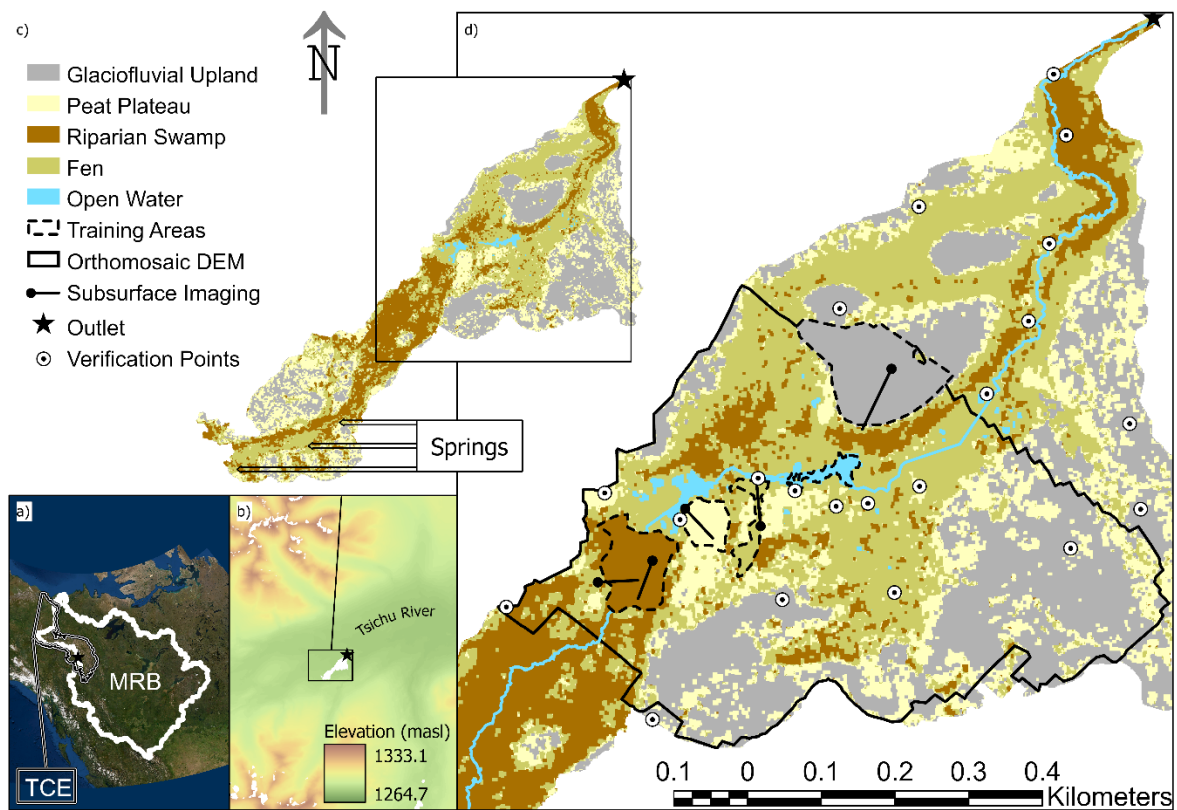 c)
N
Glaciofluvial Upland
Peat Plateau
Riparian Swamp
Fen
Open Water
Training Areas
Orthomosaic DEM
Subsurface Imaging
Outlet
Verification Points
Springs
a)
MRB
TCE
b)
Tsichu River
Elevation (masl)
1333.1
1264.7
d)
0.1 0 0.1 0.2 0.3 0.4
Kilometers